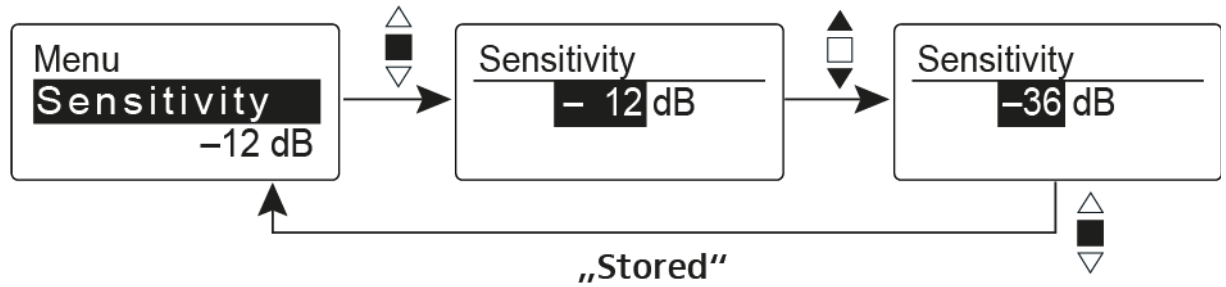 Menu
Sensitivity
–12 dB
Sensitivity
– 12 dB
Sensitivity
–36 dB
„Stored“